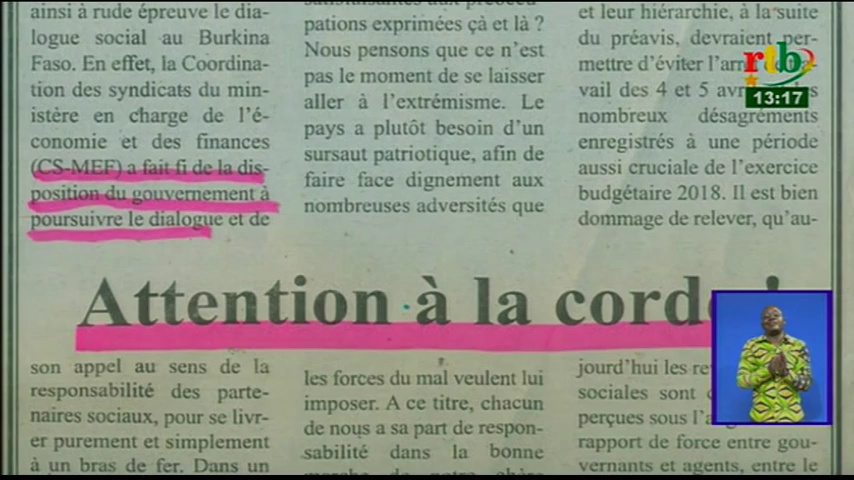 ainsi à rude épreuve le dia-
logue social au Burkina
Faso. En effet, la Coordina-
tion des syndicats du min-
istère en charge de l'é-
conomie et des finances
(CS-MEF) a fait fi de la dis-
position du gouvernement à
poursuivre le dialogue et de
satisfaisantes aux préoccu-
pations exprimées çà et là ?
Nous pensons que ce n'est
pas le moment de se laisser
aller à l'extrémisme. Le
pays a plutôt besoin d'un
sursaut patriotique, afin de
faire face dignement aux
nombreuses adversités que
et leur hiérarchie, à la suite
du préavis, devraient per-
mettre d'éviter
vail des 4 et 5
nombreux désagréments
enregistrés à une période
aussi cruciale de l'exercice
budgétaire 2018. Il est bien
dommage de relever, qu'au-
rtb
13:17
Attention à la corde !
son appel au sens de la
responsabilité des parte-
naires sociaux, pour se livr-
er purement et simplement
à un bras de fer. Dans un
les forces du mal veulent lui
imposer. A ce titre, chacun
de nous a sa part de respon-
sabilité dans la bonne
marche de notre chère
jourd'hui les
sociales sont
perçues sous
rapport de force entre gou-
vernants et agents, entre le